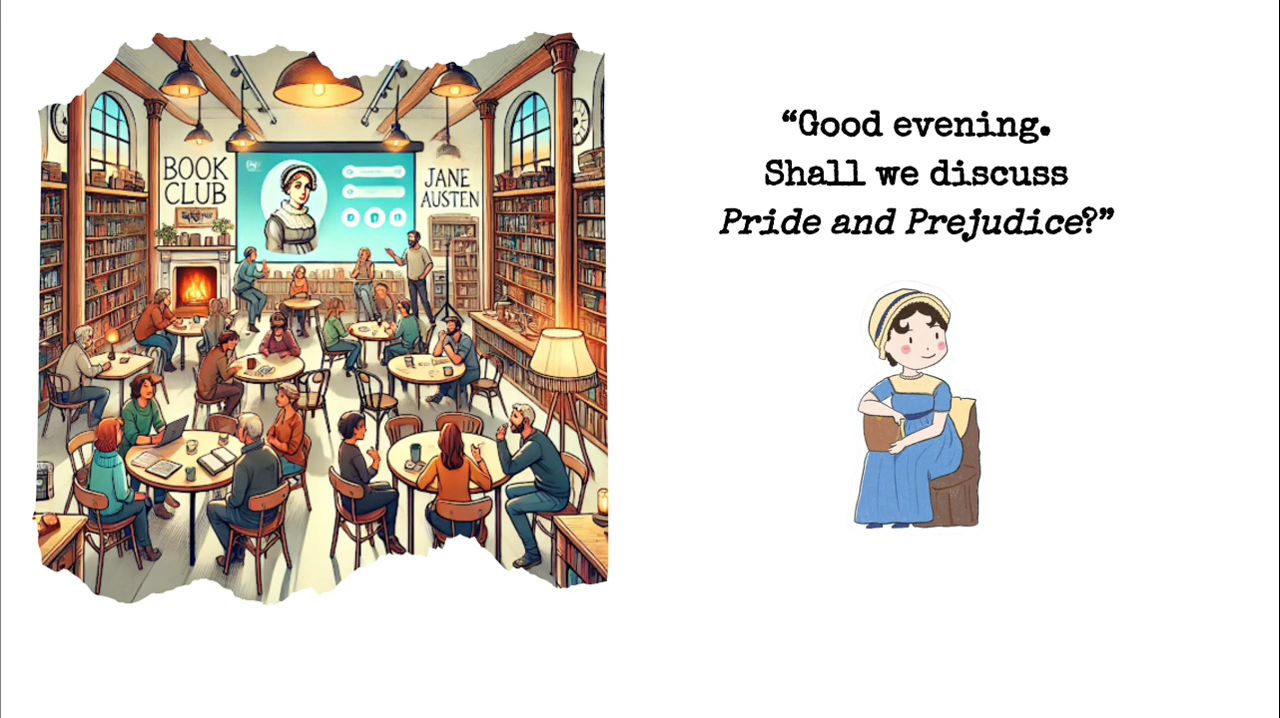 BOOK
CLUB
JANE
AUSTEN
“Good evening.
Shall we discuss
Pride and Prejudice?”